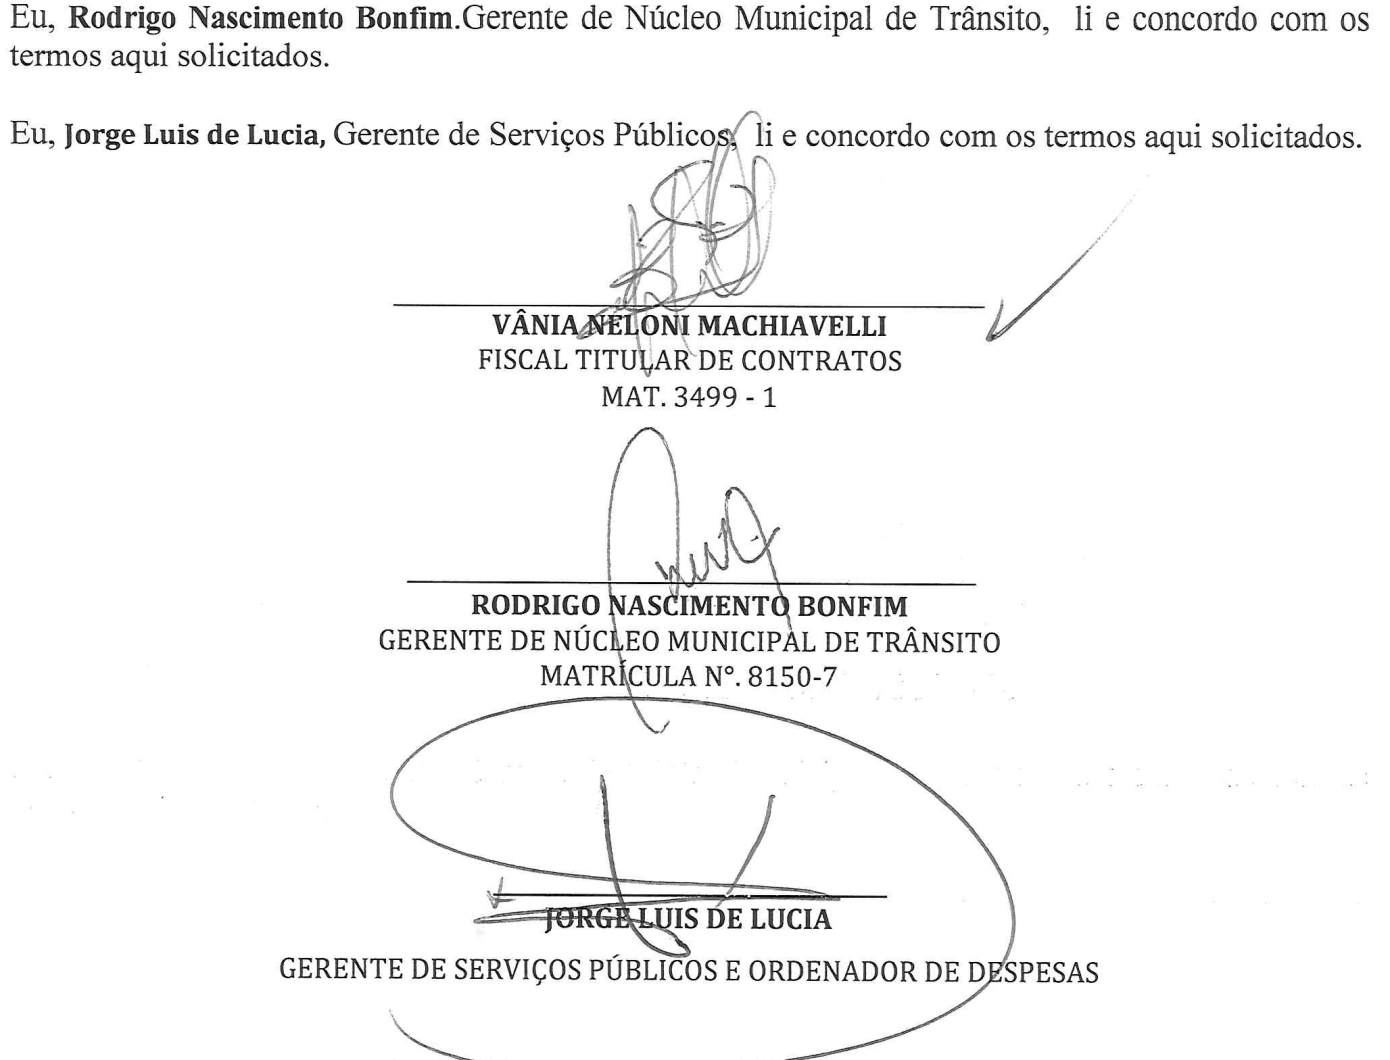 Eu, Rodrigo Nascimento Bonfim.Gerente de Núcleo Municipal de Trânsito, li e concordo com os
termos aqui solicitados.
Eu, Jorge Luis de Lucia, Gerente de Serviços Públicos, li e concordo com os termos aqui solicitados.
VÂNIA NELONI MACHIAVELLI
FISCAL TITULAR DE CONTRATOS
MAT. 3499 - 1
RODRIGO NASCIMENTO BONFIM
GERENTE DE NÚCLEO MUNICIPAL DE TRÂNSITO
MATRÍCULA N°. 8150-7
JORGE LUIS DE LUCIA
GERENTE DE SERVIÇOS PÚBLICOS E ORDENADOR DE DESPESAS